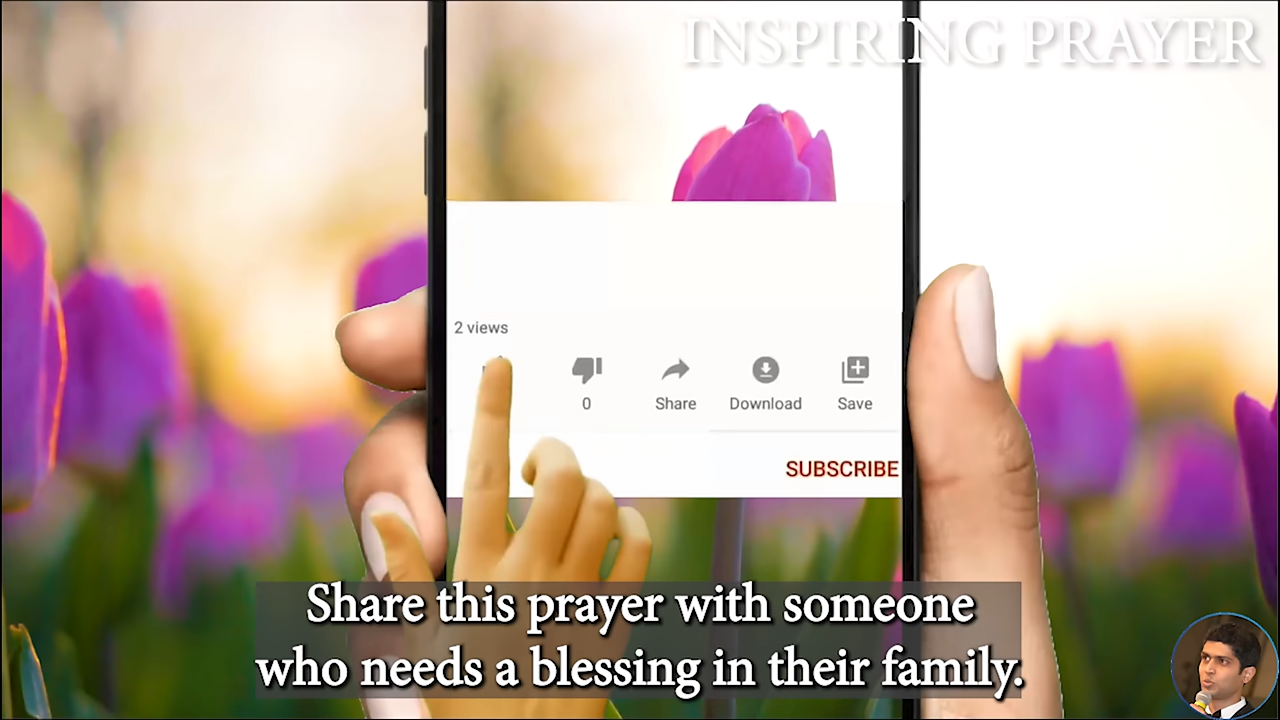 INSPIRING PRAYER
2 views
0
Share
Download
Save
SUBSCRIBE
Share this prayer with someone
who needs a blessing in their family.